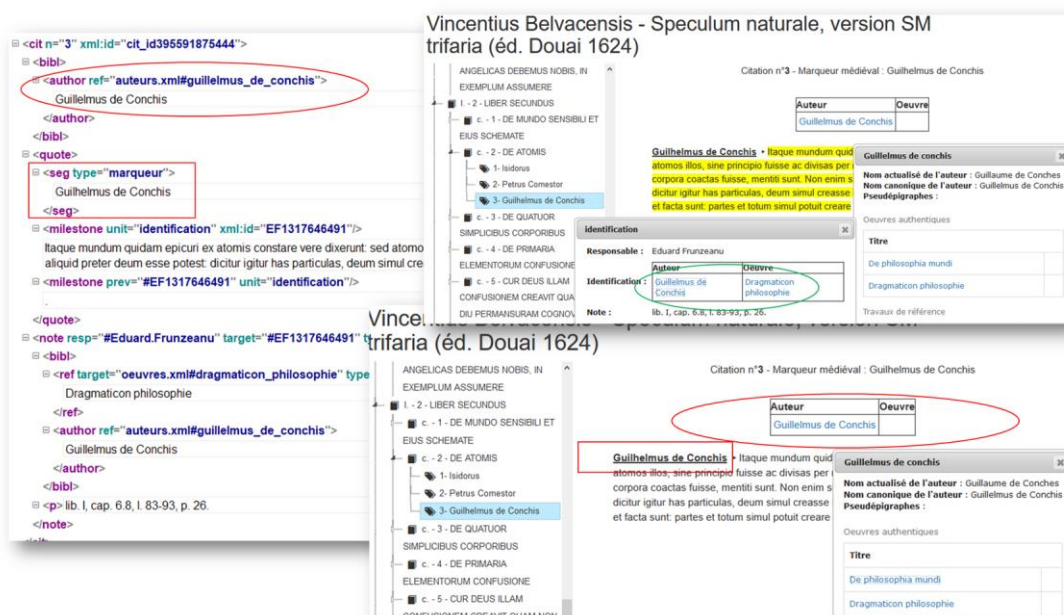 <cit n="3" xml:id="cit_id395591875444">
<bibl>
<author ref="auteurs.xml#guillelmus_de_conchis">
Guillelmus de Conchis
</author>
</bibl>
<quote>
<seg type="marqueur">
Guilhelmus de Conchis
</seg>
<milestone unit="identification" xml:id="EF1317646491"/>
Itaque mundum quidam epicuri ex atomis constare vere dixerunt: sed atomo
aliquid preter deum esse potest: dicitur igitur has particulas, deum simul cre
<milestone prev="#EF1317646491" unit="identification"/>
.
</quote>
<note resp="#Eduard.Frunzeanu" target="#EF1317646491" t
<bibl>
<ref target="oeuvres.xml#dragmaticon_philosophie" type
Dragmaticon philosophie
</ref>
<author ref="auteurs.xml#guillelmus_de_conchis">
Guillelmus de Conchis
</author>
</bibl>
<p> lib. I, cap. 6.8, l. 83-93, p. 26.
</note>
Vincentius Belvacensis - Speculum naturale, version SM
trifaria (éd. Douai 1624)
ANGELICAS DEBEMUS NOBIS, IN
EXEMPLUM ASSUMERE
l. - 2 - LIBER SECUNDUS
c. - 1 - DE MUNDO SENSIBILI ET
EIUS SCHEMATE
c. - 2 - DE ATOMIS
1- Isidorus
2- Petrus Comestor
3- Guilhelmus de Conchis
c. - 3 - DE QUATUOR
SIMPLICIBUS CORPORIBUS
c. - 4 - DE PRIMARIA
ELEMENTORUM CONFUSIONE
c. - 5 - CUR DEUS ILLAM
CONFUSIONEM CREAVIT QUA
DIU PERMANSURAM COGNOV
Citation n°3 - Marqueur médiéval : Guilhelmus de Conchis
Auteur Oeuvre
Guillelmus de Conchis
Guilhelmus de Conchis • Itaque mundum quid
atomos illos, sine principio fuisse ac divisas per
corpora coactas fuisse, mentiti sunt. Non enim s
dicitur igitur has particulas, deum simul creasse
et facta sunt: partes et totum simul potuit creare
identification
Responsable : Eduard Frunzeanu
Auteur Oeuvre
Identification : Guillelmus de Conchis Dragmaticon philosophie
Note : lib. I, cap. 6.8, l. 83-93, p. 26.
Guillelmus de conchis
Nom actualisé de l'auteur : Guillaume de Conches
Nom canonique de l'auteur : Guillelmus de Conchis
Pseudépigraphes :
Oeuvres authentiques
Titre
De philosophia mundi
Dragmaticon philosophie
Travaux de référence
trifaria (éd. Douai 1624)
ANGELICAS DEBEMUS NOBIS, IN
EXEMPLUM ASSUMERE
l. - 2 - LIBER SECUNDUS
c. - 1 - DE MUNDO SENSIBILI ET
EIUS SCHEMATE
c. - 2 - DE ATOMIS
1- Isidorus
2- Petrus Comestor
3- Guilhelmus de Conchis
c. - 3 - DE QUATUOR
SIMPLICIBUS CORPORIBUS
c. - 4 - DE PRIMARIA
ELEMENTORUM CONFUSIONE
c. - 5 - CUR DEUS ILLAM
Citation n°3 - Marqueur médiéval : Guilhelmus de Conchis
Auteur Oeuvre
Guillelmus de Conchis
Guilhelmus de Conchis • Itaque mundum quid
atomos illos, sine principio fuisse ac divisas per
corpora coactas fuisse, mentiti sunt. Non enim s
dicitur igitur has particulas, deum simul creasse
et facta sunt: partes et totum simul potuit creare
Guillelmus de conchis
Nom actualisé de l'auteur : Guillaume de Conches
Nom canonique de l'auteur : Guillelmus de Conchis
Pseudépigraphes :
Oeuvres authentiques
Titre
De philosophia mundi
Dragmaticon philosophie